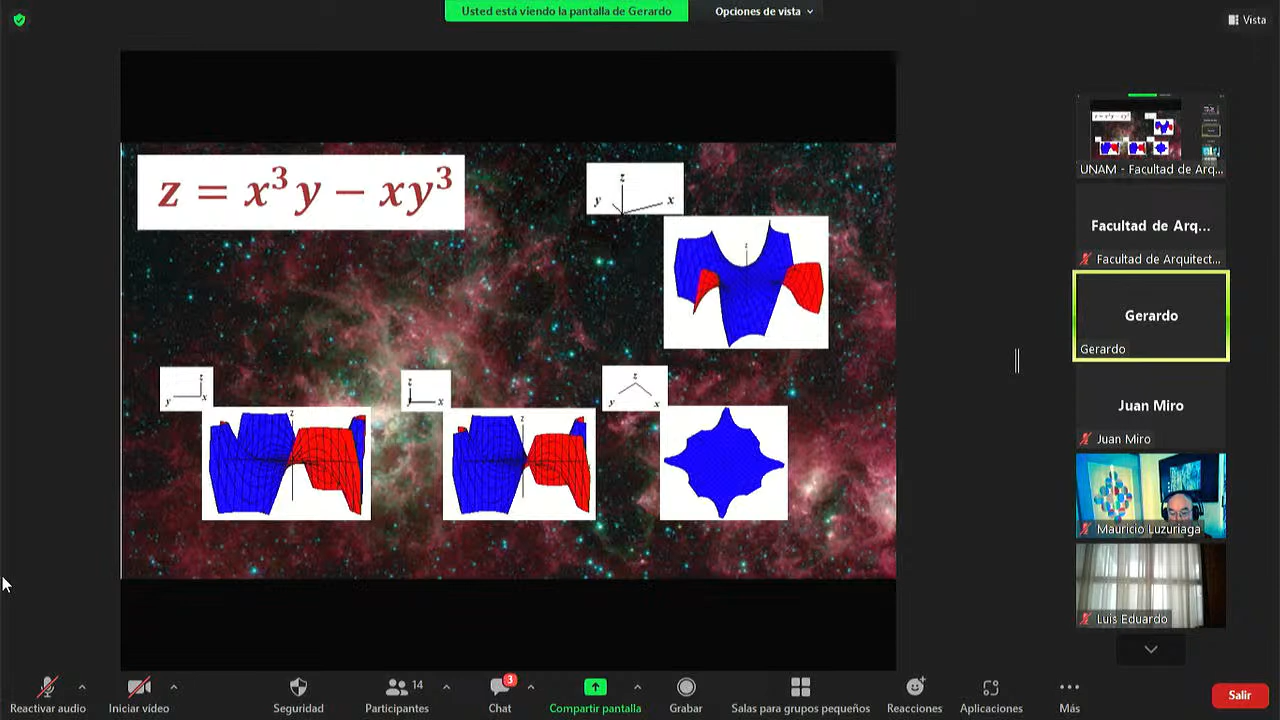 Usted está viendo la pantalla de Gerardo
Opciones de vista
Vista
z = x³y − xy³
z
y x
z
z
y x
z
z
y x
z
z
y x
UNAM - Facultad de Arq...
Facultad de Arq...
Facultad de Arquitect...
Gerardo
Gerardo
Juan Miro
Juan Miro
Mauricio Luzuriaga
Luis Eduardo
Reactivar audio
Iniciar vídeo
Seguridad
14
Participantes
3
Chat
Compartir pantalla
Grabar
Salas para grupos pequeños
Reacciones
Aplicaciones
Más
Salir